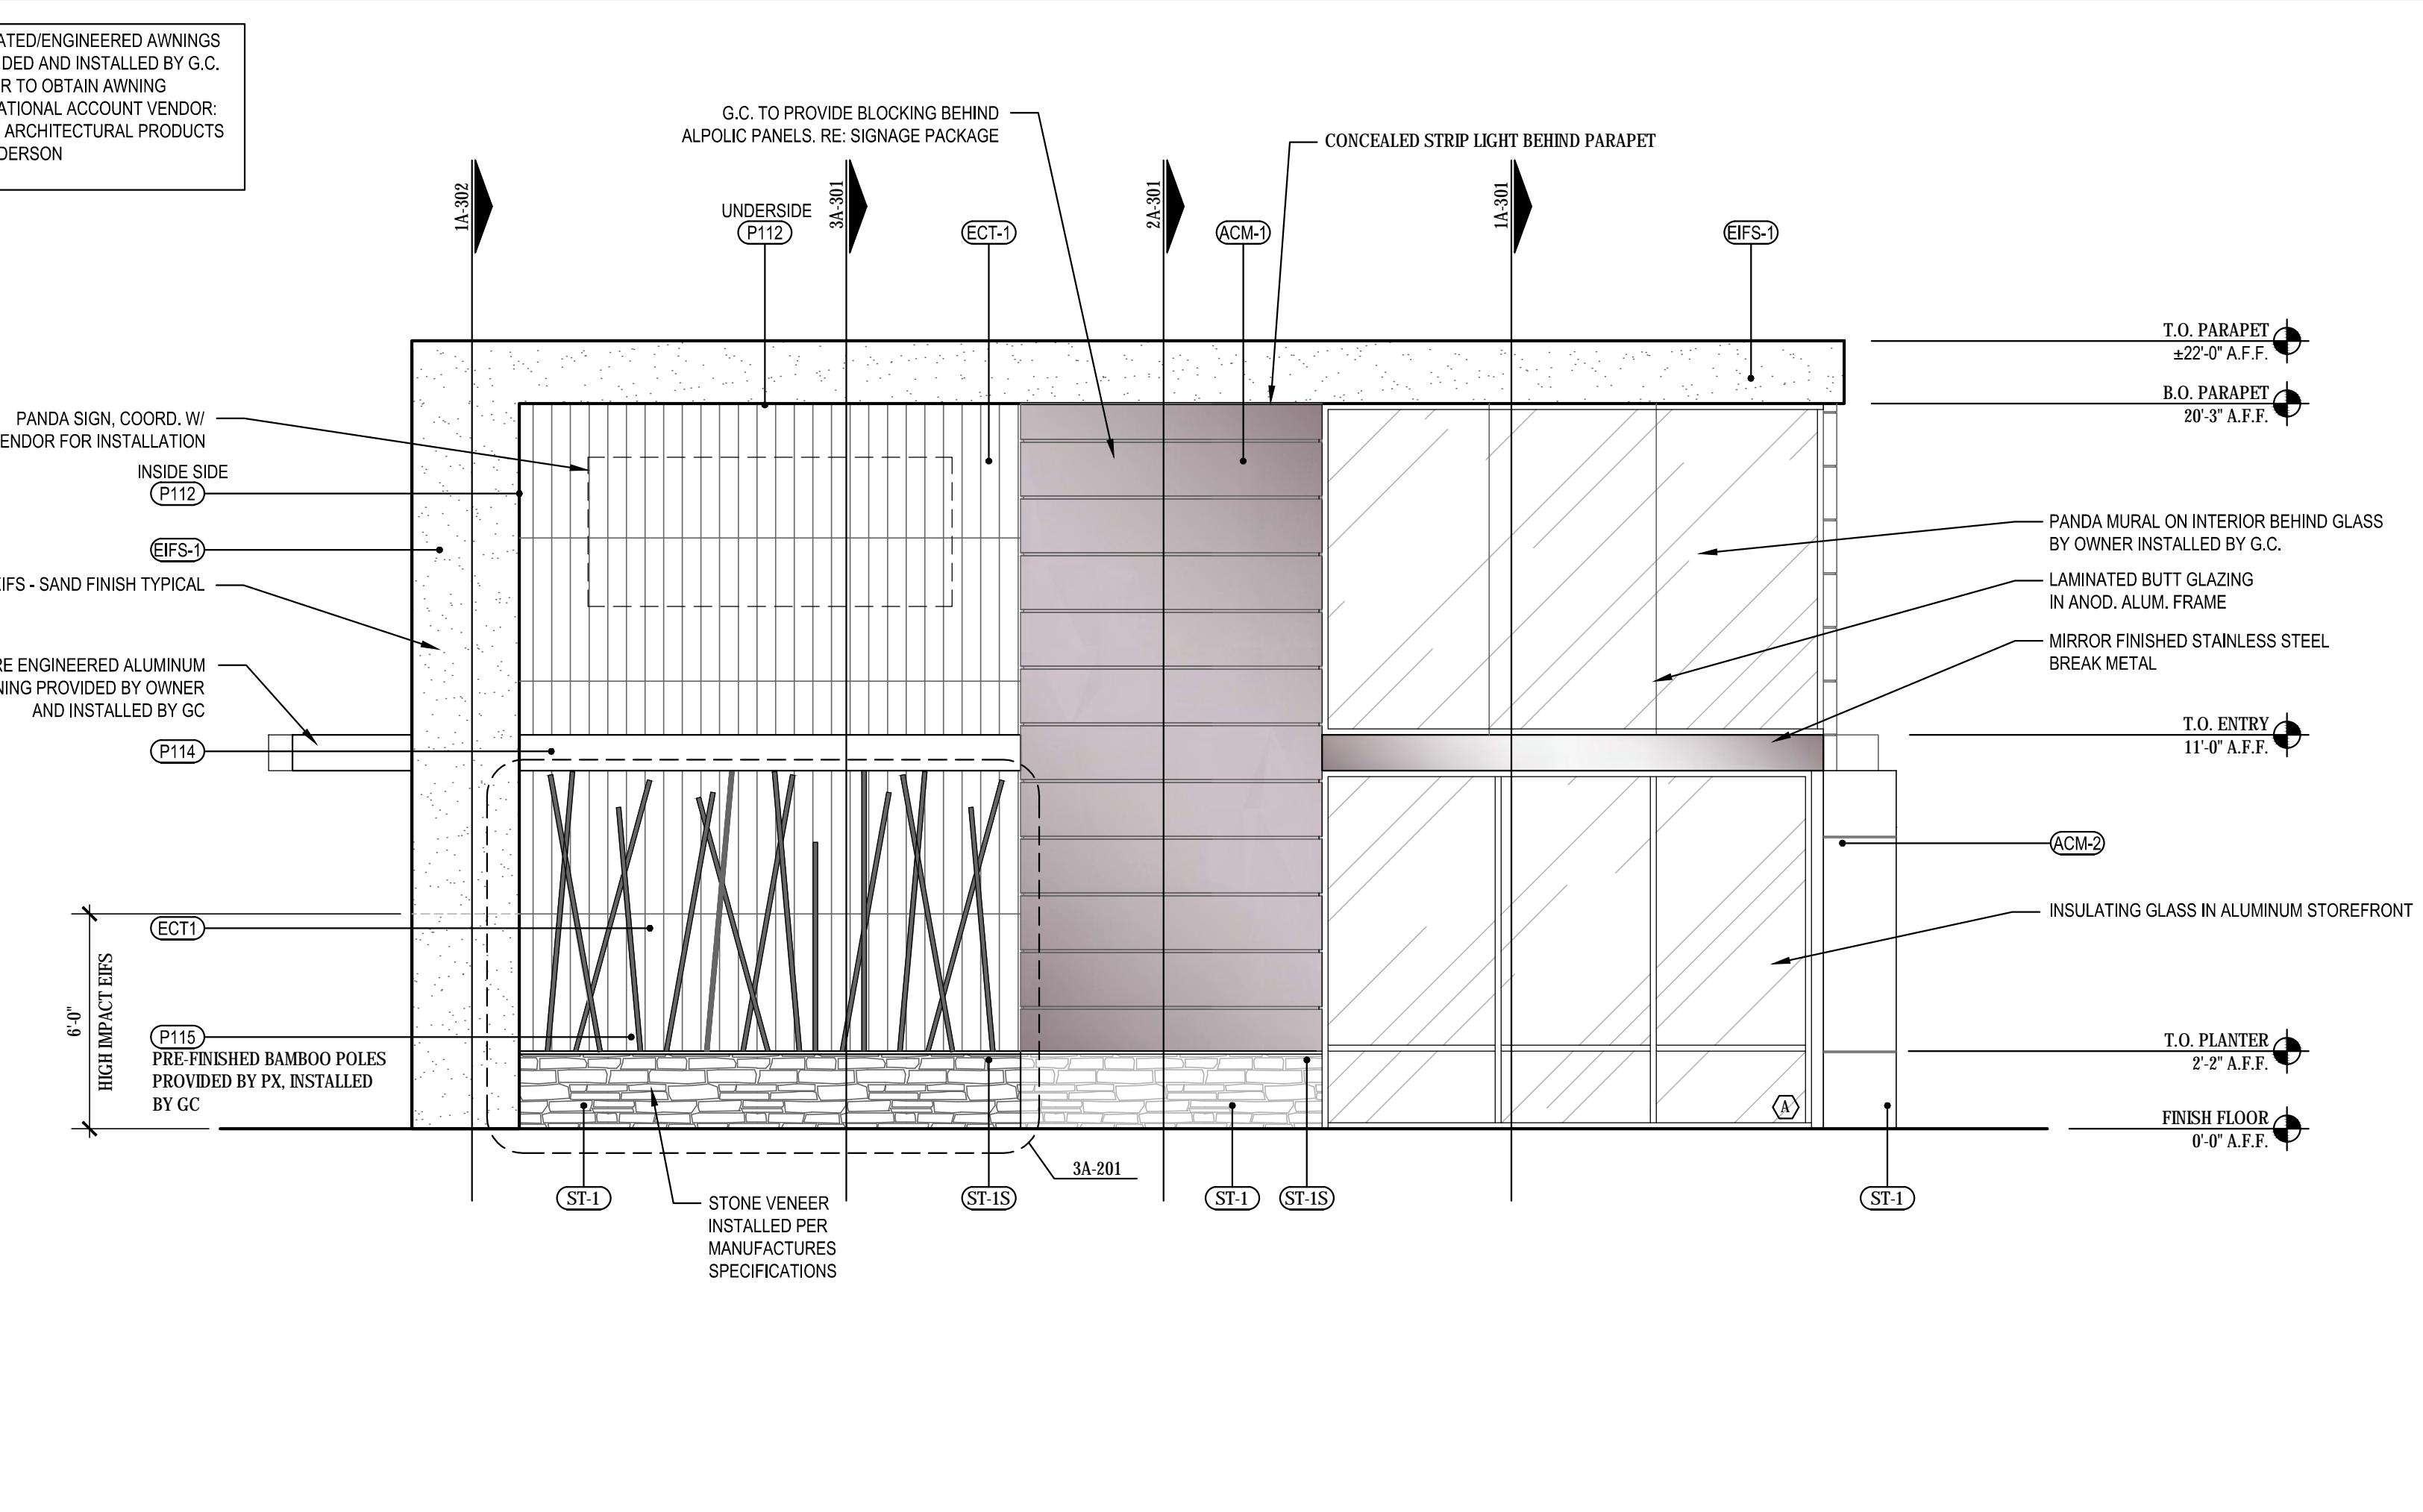 ATED/ENGINEERED AWNINGS
DED AND INSTALLED BY G.C.
R TO OBTAIN AWNING
ATIONAL ACCOUNT VENDOR:
ARCHITECTURAL PRODUCTS
DERSON
G.C. TO PROVIDE BLOCKING BEHIND
ALPOLIC PANELS. RE: SIGNAGE PACKAGE
CONCEALED STRIP LIGHT BEHIND PARAPET
1A-302
3A-301
2A-301
1A-301
UNDERSIDE
P112
ECT-1
ACM-1
EIFS-1
T.O. PARAPET
±22'-0" A.F.F.
B.O. PARAPET
20'-3" A.F.F.
PANDA SIGN, COORD. W/
ENDOR FOR INSTALLATION
INSIDE SIDE
P112
EIFS-1
EIFS - SAND FINISH TYPICAL
RE ENGINEERED ALUMINUM
NING PROVIDED BY OWNER
AND INSTALLED BY GC
P114
PANDA MURAL ON INTERIOR BEHIND GLASS
BY OWNER INSTALLED BY G.C.
LAMINATED BUTT GLAZING
IN ANOD. ALUM. FRAME
MIRROR FINISHED STAINLESS STEEL
BREAK METAL
T.O. ENTRY
11'-0" A.F.F.
ACM-2
INSULATING GLASS IN ALUMINUM STOREFRONT
ECT1
6'-0"
HIGH IMPACT EIFS
P115
PRE-FINISHED BAMBOO POLES
PROVIDED BY PX, INSTALLED
BY GC
T.O. PLANTER
2'-2" A.F.F.
A
FINISH FLOOR
0'-0" A.F.F.
3A-201
ST-1
ST-1S
ST-1
ST-1S
ST-1
STONE VENEER
INSTALLED PER
MANUFACTURES
SPECIFICATIONS